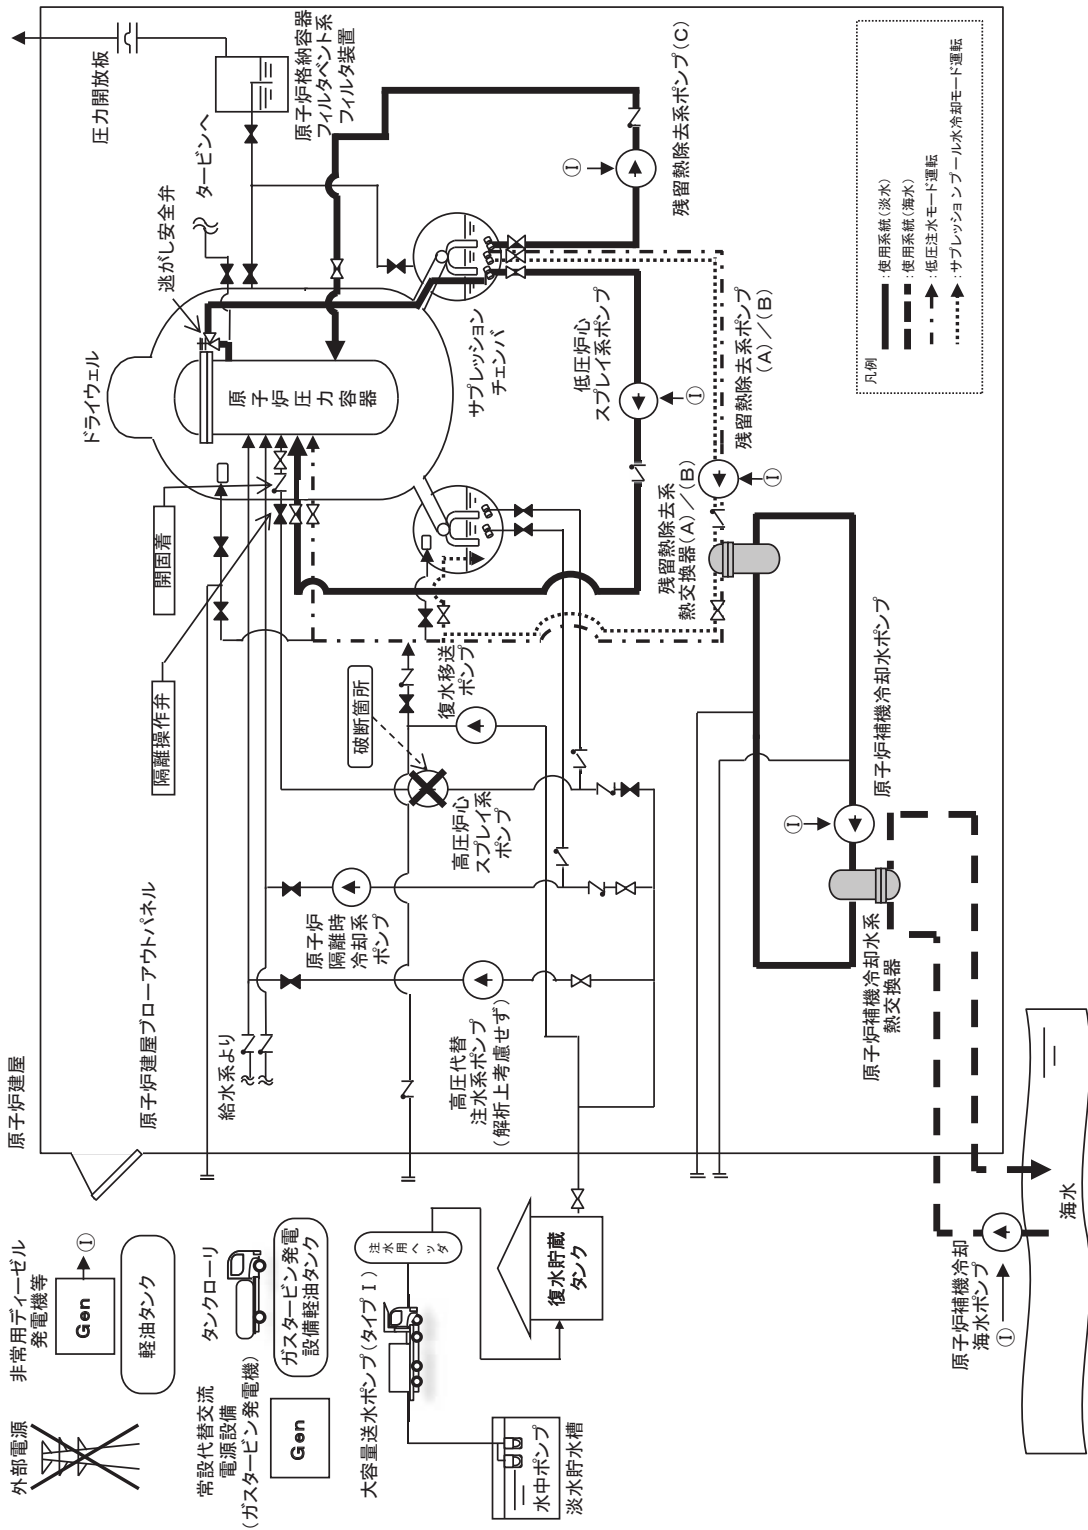 外部電源
非常用ディーゼル
発電機等
Gen
①
軽油タンク
常設代替交流
電源設備
(ガスタービン発電機)
Gen
タンクローリ
ガスタービン発電
設備軽油タンク
大容量送水ポンプ(タイプⅠ)
注水用ヘッダ
水中ポンプ
淡水貯水槽
復水貯蔵
タンク
原子炉補機冷却
海水ポンプ
①
海水
原子炉建屋
原子炉建屋ブローアウトパネル
給水系より
高圧代替
注水系ポンプ
(解析上考慮せず)
原子炉
隔離時
冷却系
ポンプ
高圧炉心
スプレイ系
ポンプ
破断箇所
復水移送
ポンプ
隔離操作弁
開固着
ドライウェル
原子炉圧力容器
逃がし安全弁
タービンへ
圧力開放板
原子炉格納容器
フィルタベント系
フィルタ装置
サプレッション
チェンバ
低圧炉心
スプレイ系ポンプ
①
残留熱除去系ポンプ(C)
①
残留熱除去系ポンプ
(A)/(B)
①
残留熱除去系
熱交換器(A)/(B)
原子炉補機冷却水ポンプ
①
原子炉補機冷却水系
熱交換器
凡例
:使用系統(淡水)
:使用系統(海水)
:低圧注水モード運転
:サプレッションプール水冷却モード運転